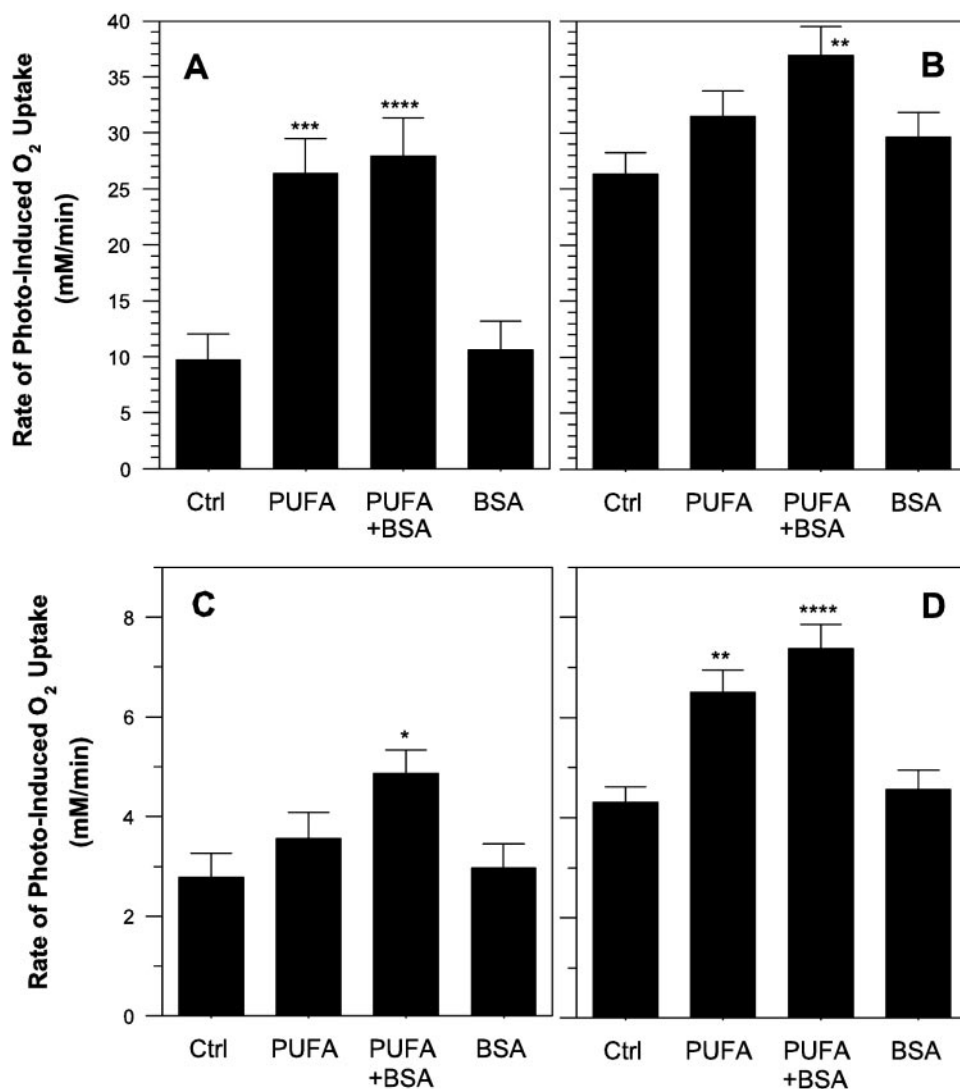 Rate of Photo-Induced O₂ Uptake
(mM/min)
40
35
30
25
20
15
10
5
0
A
***
****
Ctrl
PUFA
PUFA
+BSA
BSA
B
**
Ctrl
PUFA
PUFA
+BSA
BSA
Rate of Photo-Induced O₂ Uptake
(mM/min)
8
6
4
2
0
C
*
Ctrl
PUFA
PUFA
+BSA
BSA
D
**
****
Ctrl
PUFA
PUFA
+BSA
BSA